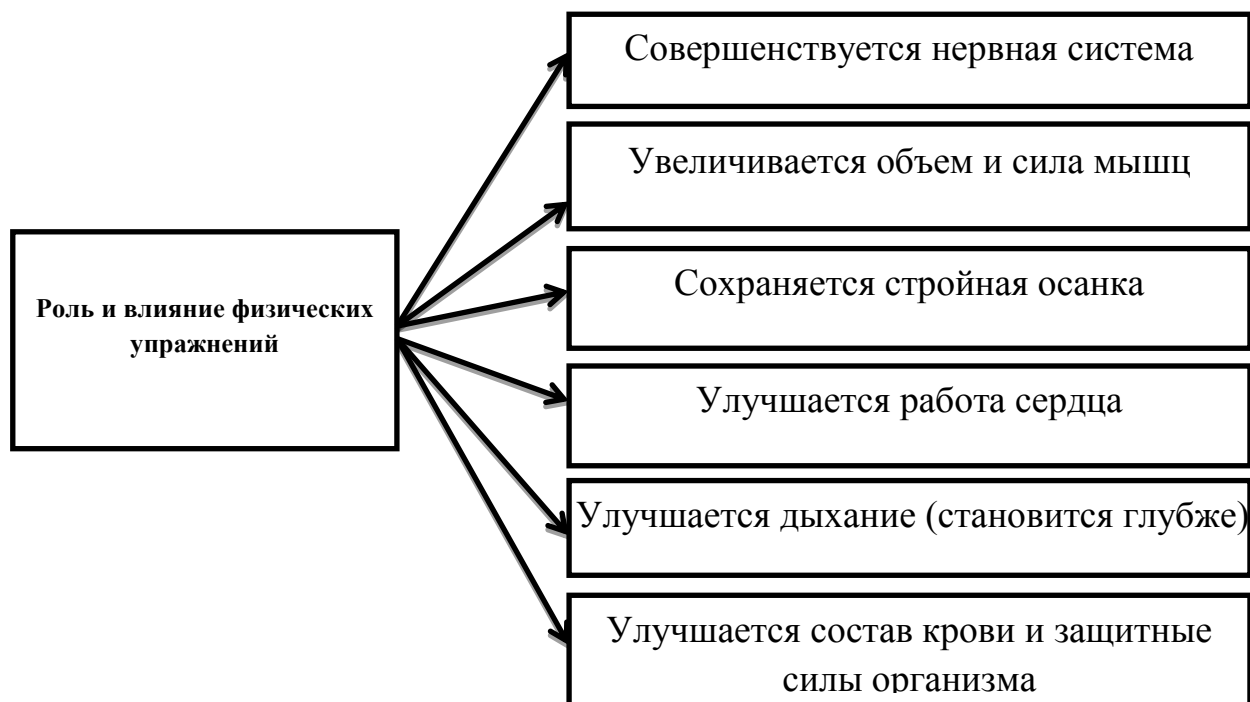 Совершенствуется нервная система
Увеличивается объем и сила мышц
Роль и влияние физических
упражнений
Сохраняется стройная осанка
Улучшается работа сердца
Улучшается дыхание (становится глубже)
Улучшается состав крови и защитные
силы организма